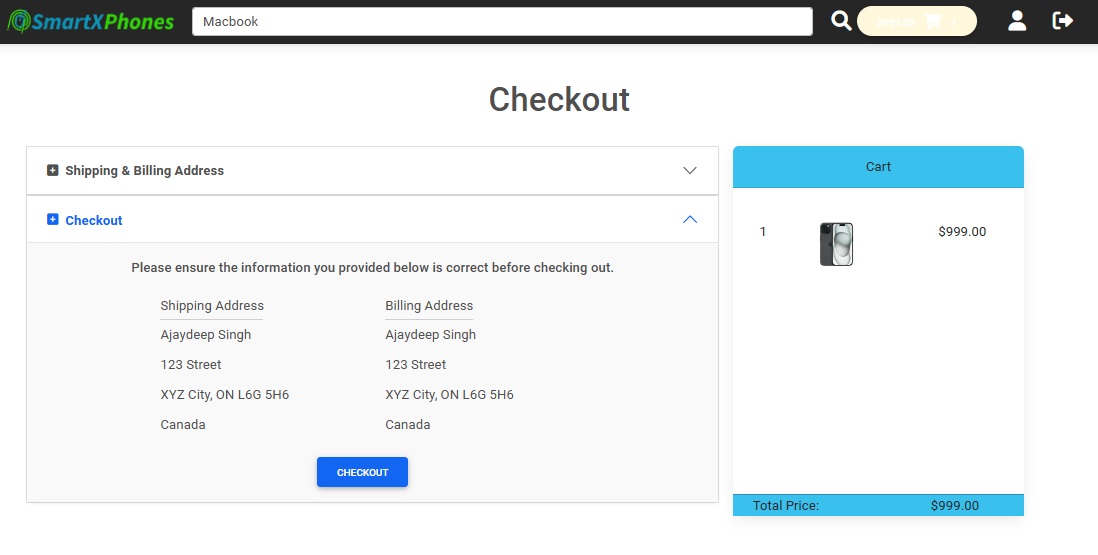 SmartXPhones
Macbook
Checkout
Shipping & Billing Address
Checkout
Please ensure the information you provided below is correct before checking out.
Shipping Address
Ajaydeep Singh
123 Street
XYZ City, ON L6G 5H6
Canada
Billing Address
Ajaydeep Singh
123 Street
XYZ City, ON L6G 5H6
Canada
CHECKOUT
Cart
1 $999.00
Total Price: $999.00